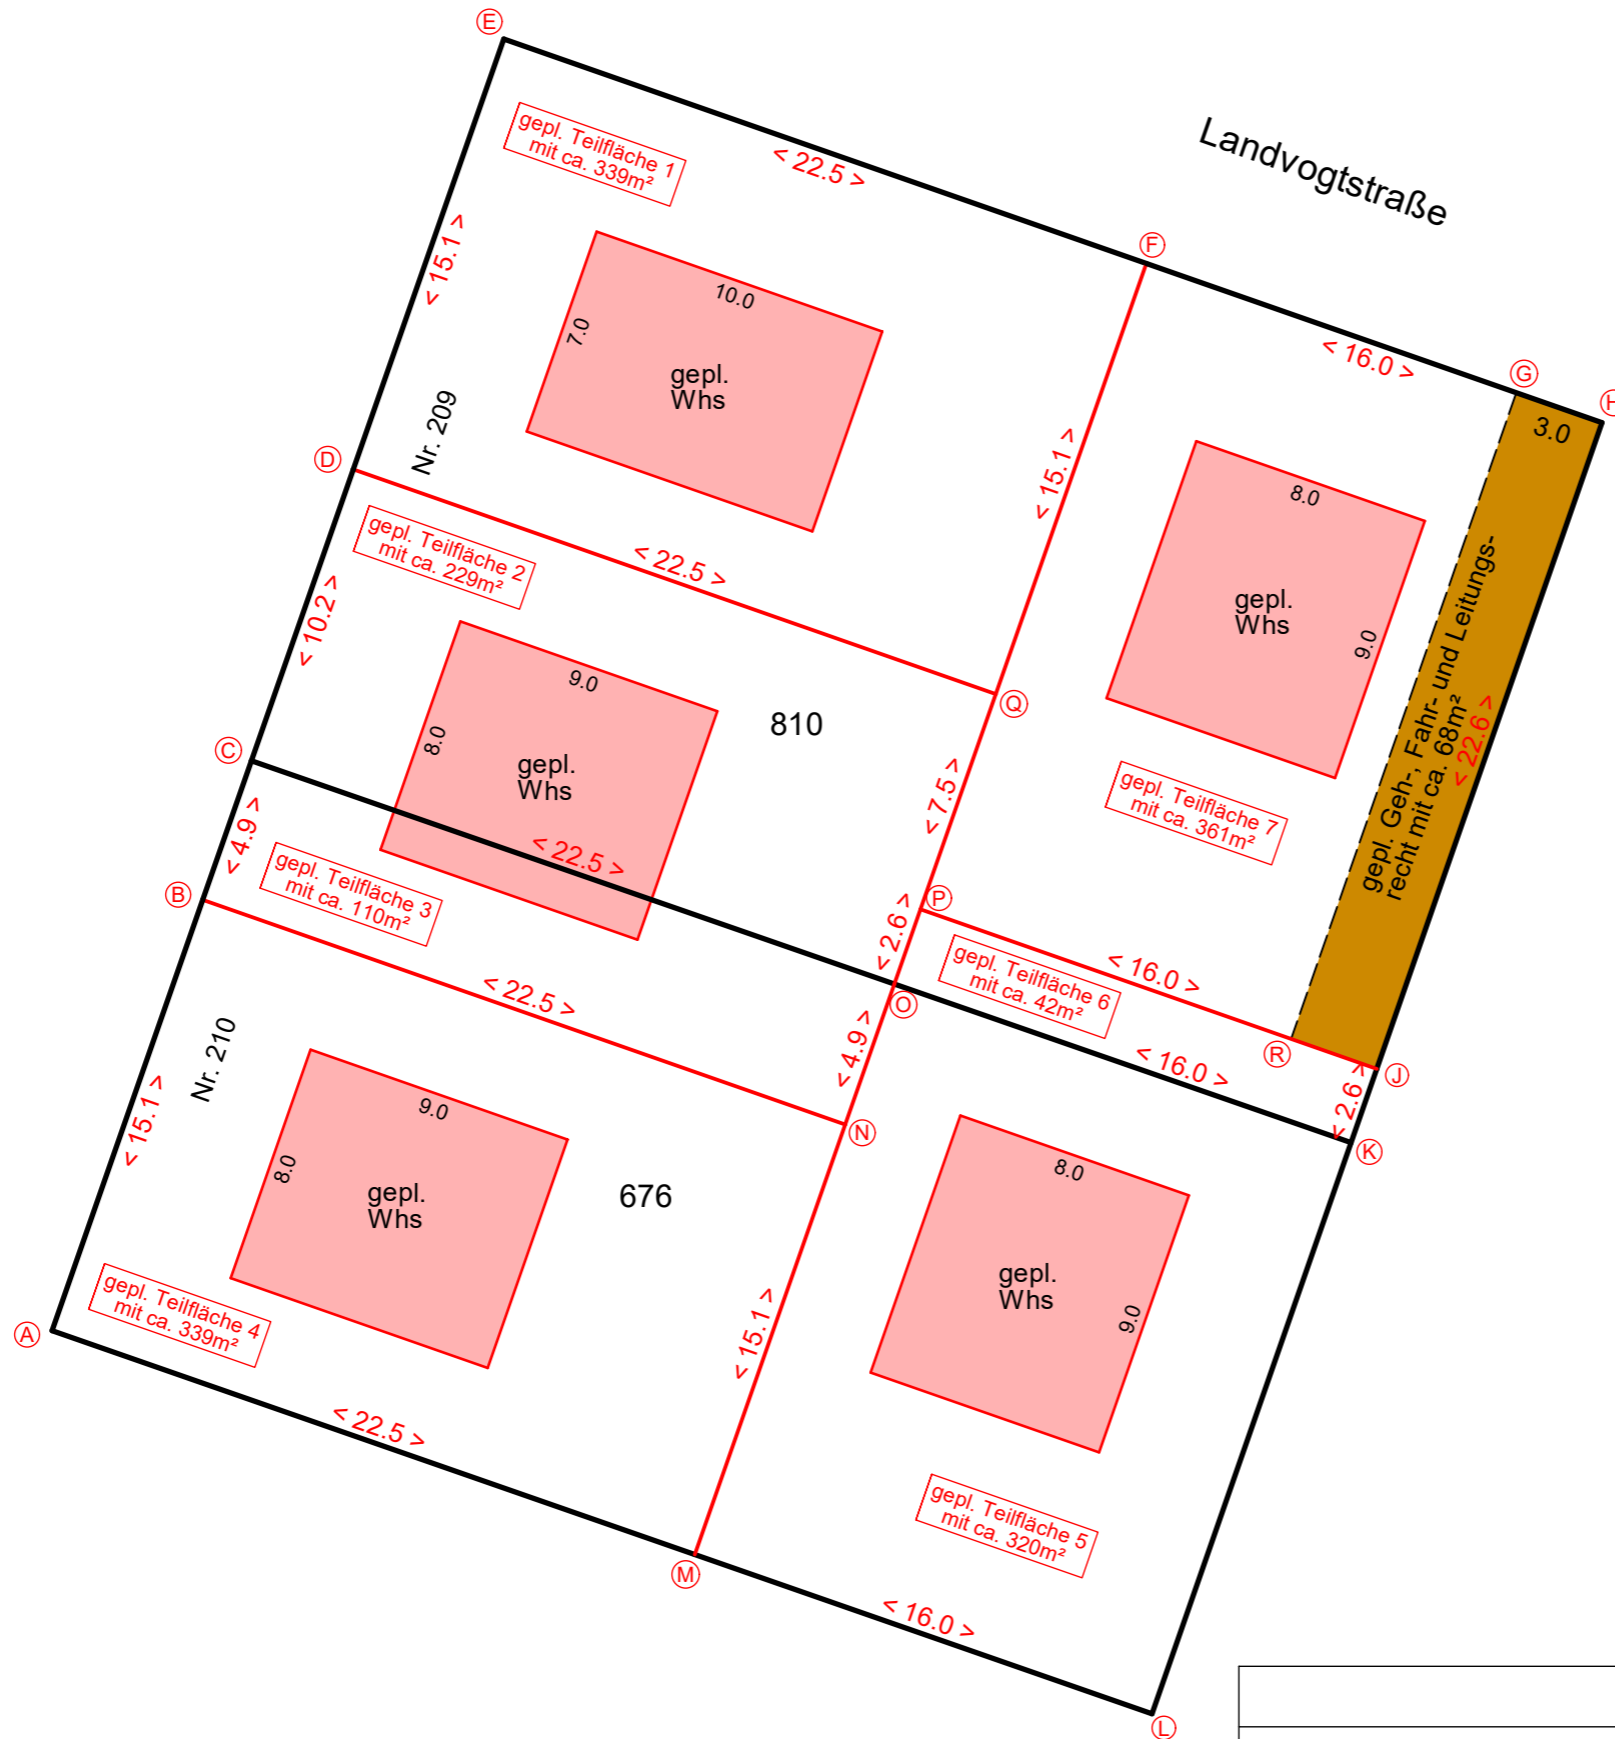 E
gepl. Teilfläche 1
mit ca. 339m²
< 22.5 >
Landvogtstraße
< 15.1 >
10.0
7.0
gepl.
Whs
F
< 16.0 >
G
H
3.0
Nr. 209
D
< 15.1 >
8.0
9.0
gepl.
Whs
gepl. Geh-, Fahr- und Leitungs-
recht mit ca. 68m²
< 22.6 >
gepl. Teilfläche 2
mit ca. 229m²
< 22.5 >
< 10.2 >
9.0
8.0
gepl.
Whs
810
Q
C
< 7.5 >
gepl. Teilfläche 7
mit ca. 361m²
< 4.9 >
< 22.5 >
B
gepl. Teilfläche 3
mit ca. 110m²
P
< 2.6 >
gepl. Teilfläche 6
mit ca. 42m²
< 16.0 >
< 22.5 >
O
< 4.9 >
< 16.0 >
R
J
< 2.6 >
K
Nr. 210
N
< 15.1 >
9.0
8.0
gepl.
Whs
676
8.0
9.0
gepl.
Whs
gepl. Teilfläche 4
mit ca. 339m²
A
< 15.1 >
< 22.5 >
gepl. Teilfläche 5
mit ca. 320m²
M
< 16.0 >
L